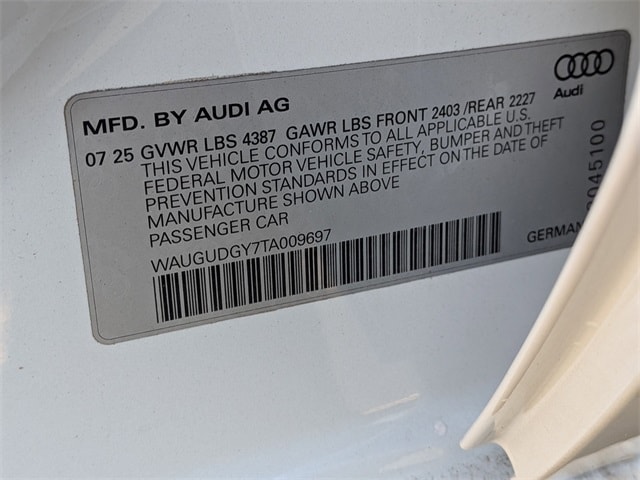 MFD. BY AUDI AG
Audi
07 25 GVWR LBS 4387 GAWR LBS FRONT 2403 /REAR 2227
THIS VEHICLE CONFORMS TO ALL APPLICABLE U.S.
FEDERAL MOTOR VEHICLE SAFETY, BUMPER AND THEFT
PREVENTION STANDARDS IN EFFECT ON THE DATE OF
MANUFACTURE SHOWN ABOVE
PASSENGER CAR
WAUGUDGY7TA009697
GERMAN